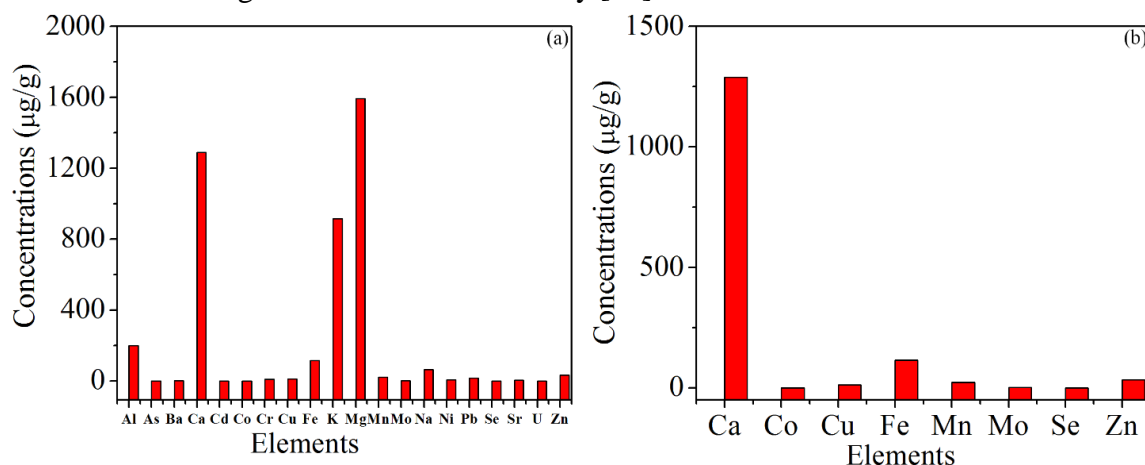 (a)
2000
1600
1200
800
400
0
Concentrations (µg/g)
Al As Ba Ca Cd Co Cr Cu Fe K Mg Mn Mo Na Ni Pb Se Sr U Zn
Elements
(b)
1500
1000
500
0
Concentrations (µg/g)
Ca Co Cu Fe Mn Mo Se Zn
Elements